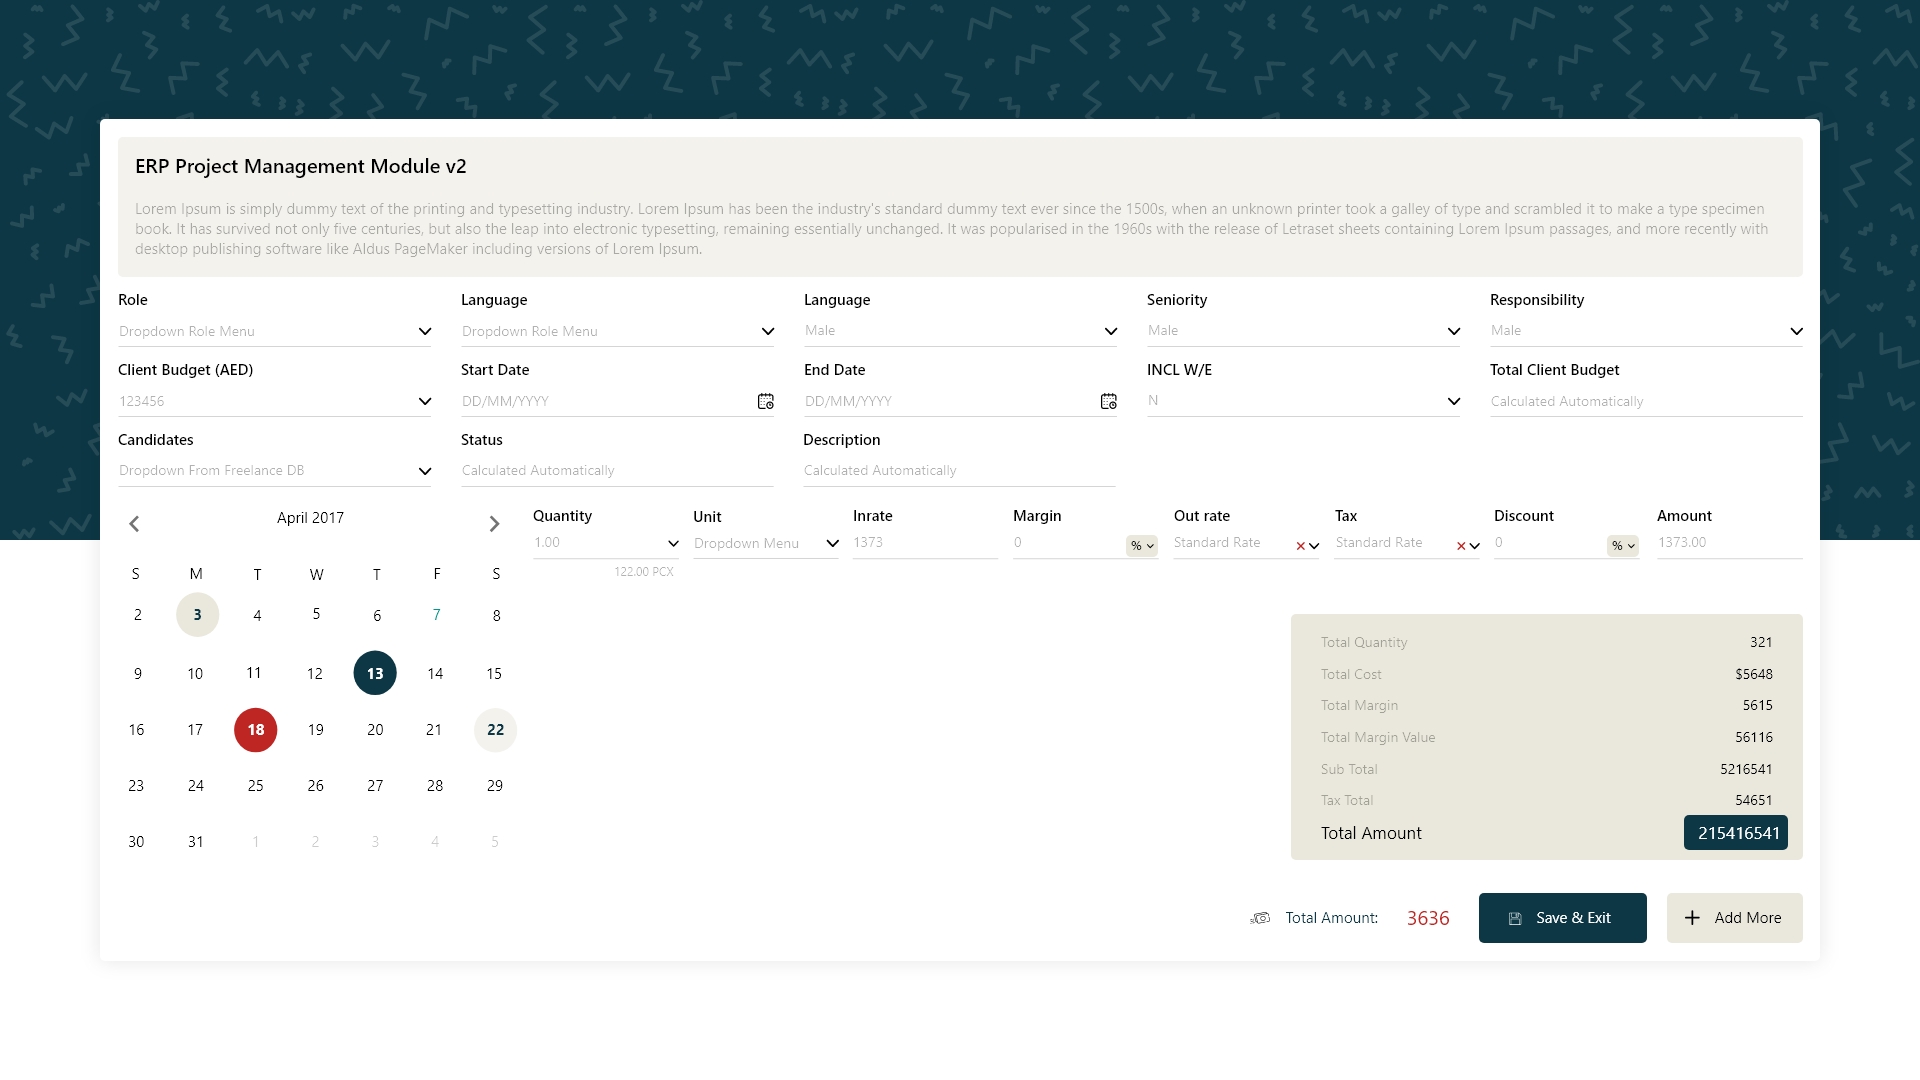 ERP Project Management Module v2
Lorem Ipsum is simply dummy text of the printing and typesetting industry. Lorem Ipsum has been the industry's standard dummy text ever since the 1500s, when an unknown printer took a galley of type and scrambled it to make a type specimen
book. It has survived not only five centuries, but also the leap into electronic typesetting, remaining essentially unchanged. It was popularised in the 1960s with the release of Letraset sheets containing Lorem Ipsum passages, and more recently with
desktop publishing software like Aldus PageMaker including versions of Lorem Ipsum.
Role Language Language Seniority Responsibility
Dropdown Role Menu Dropdown Role Menu Male Male Male
Client Budget (AED) Start Date End Date INCL W/E Total Client Budget
123456 DD/MM/YYYY DD/MM/YYYY N Calculated Automatically
Candidates Status Description
Dropdown From Freelance DB Calculated Automatically Calculated Automatically
April 2017
S M T W T F S
2 3 4 5 6 7 8
9 10 11 12 13 14 15
16 17 18 19 20 21 22
23 24 25 26 27 28 29
30 31 1 2 3 4 5
Quantity Unit Inrate Margin Out rate Tax Discount Amount
1.00 Dropdown Menu 1373 0 % Standard Rate Standard Rate 0 % 1373.00
122.00 PCX
Total Quantity 321
Total Cost $5648
Total Margin 5615
Total Margin Value 56116
Sub Total 5216541
Tax Total 54651
Total Amount 215416541
Total Amount: 3636 Save & Exit Add More